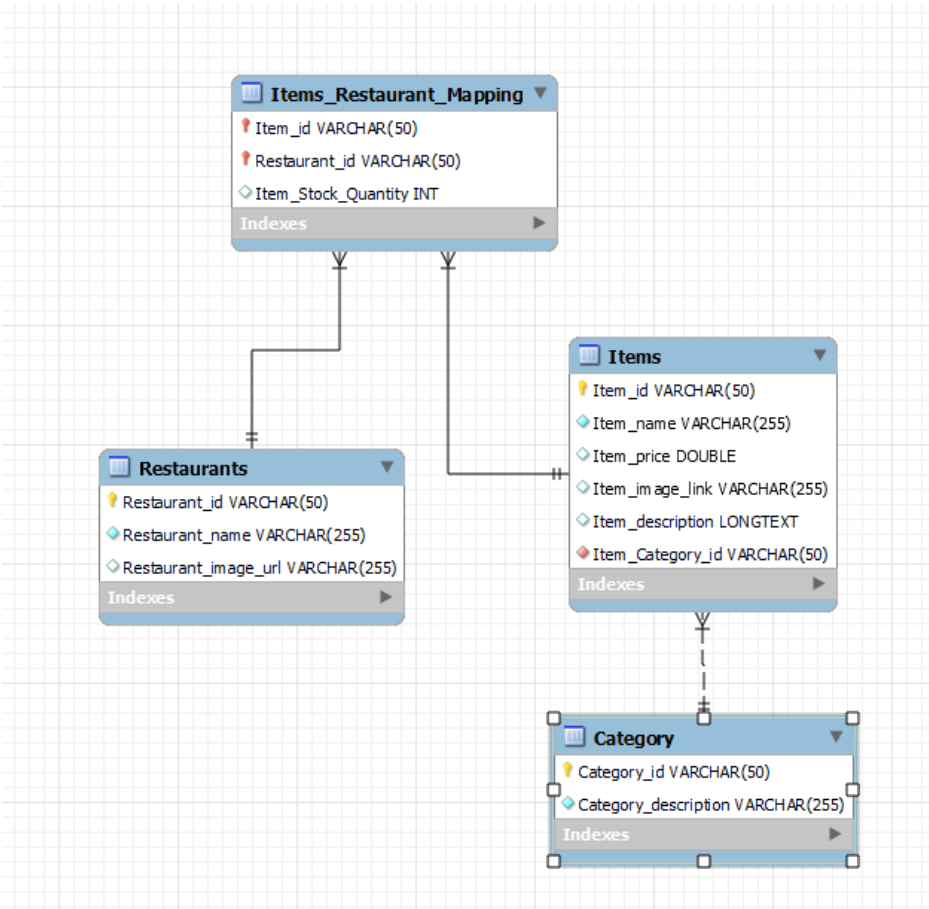 Items_Restaurant_Mapping
Item_id VARCHAR(50)
Restaurant_id VARCHAR(50)
Item_Stock_Quantity INT
Indexes
Items
Item_id VARCHAR(50)
Item_name VARCHAR(255)
Item_price DOUBLE
Item_image_link VARCHAR(255)
Item_description LONGTEXT
Item_Category_id VARCHAR(50)
Indexes
Restaurants
Restaurant_id VARCHAR(50)
Restaurant_name VARCHAR(255)
Restaurant_image_url VARCHAR(255)
Indexes
Category
Category_id VARCHAR(50)
Category_description VARCHAR(255)
Indexes